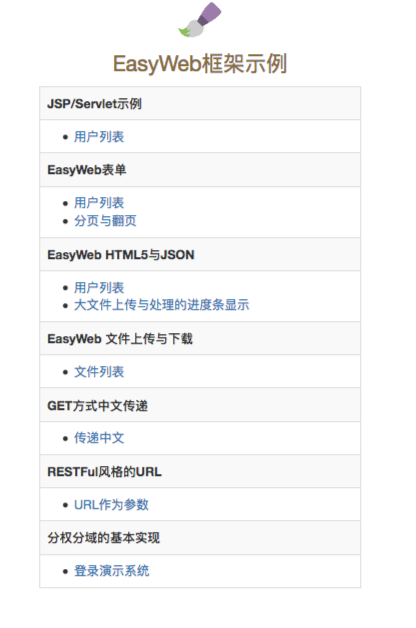 EasyWeb框架示例
JSP/Servlet示例
用户列表
EasyWeb表单
用户列表
分页与翻页
EasyWeb HTML5与JSON
用户列表
大文件上传与处理的进度条显示
EasyWeb 文件上传与下载
文件列表
GET方式中文传递
传递中文
RESTFul风格的URL
URL作为参数
分权分域的基本实现
登录演示系统